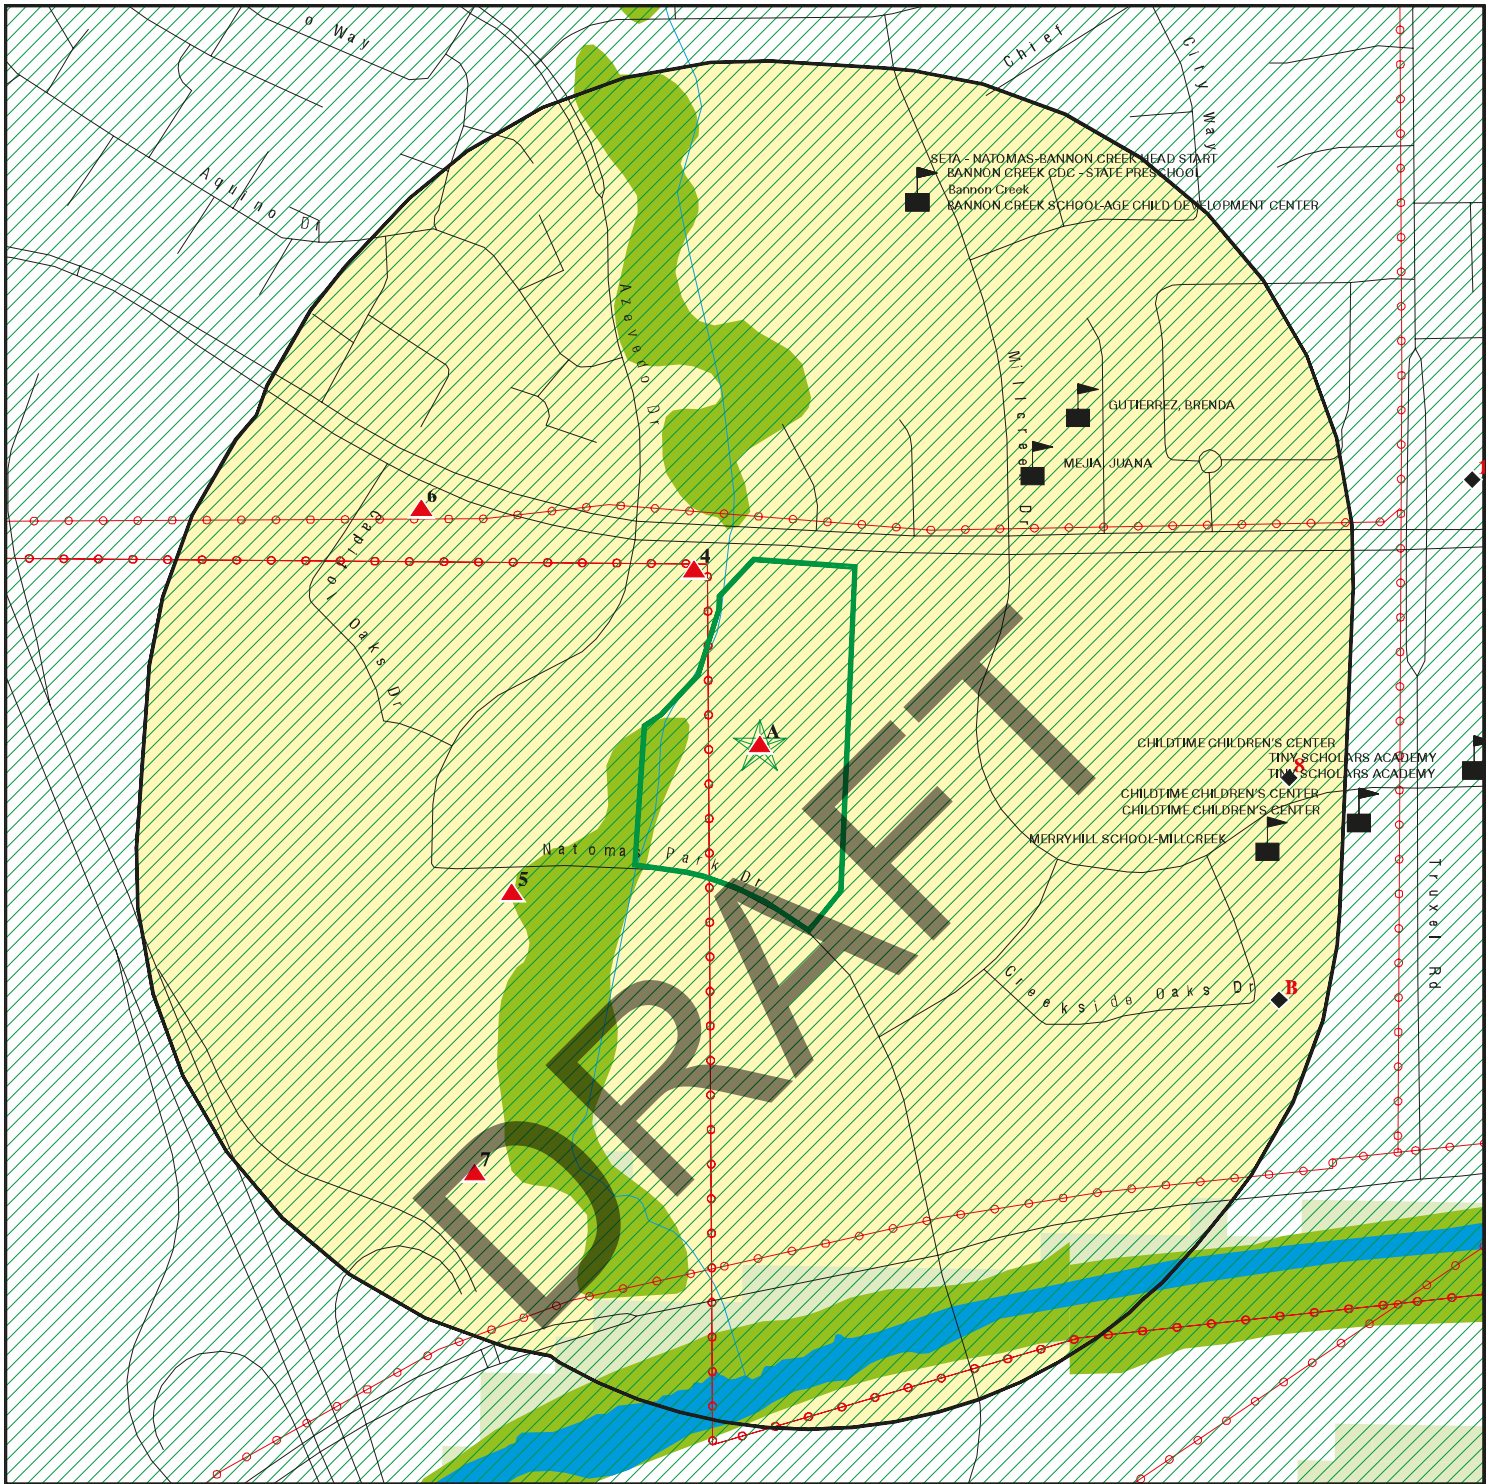 o Way
Chief
City Way
Aquino Dr
SETA - NATOMAS-BANNON CREEK HEAD START
BANNON CREEK CDC - STATE PRESCHOOL
Bannon Creek
BANNON CREEK SCHOOL-AGE CHILD DEVELOPMENT CENTER
Azevedo Dr
Millcreek Dr
GUTIERREZ, BRENDA
MEJIA, JUANA
6
4
Oaks Dr
A
CHILDTIME CHILDREN'S CENTER
TINY SCHOLARS ACADEMY
8
TINY SCHOLARS ACADEMY
CHILDTIME CHILDREN'S CENTER
CHILDTIME CHILDREN'S CENTER
MERRYHILL SCHOOL-MILLCREEK
Natomas Park Dr
5
Truxel Rd
Creekside Oaks Dr
B
7
DRAFT